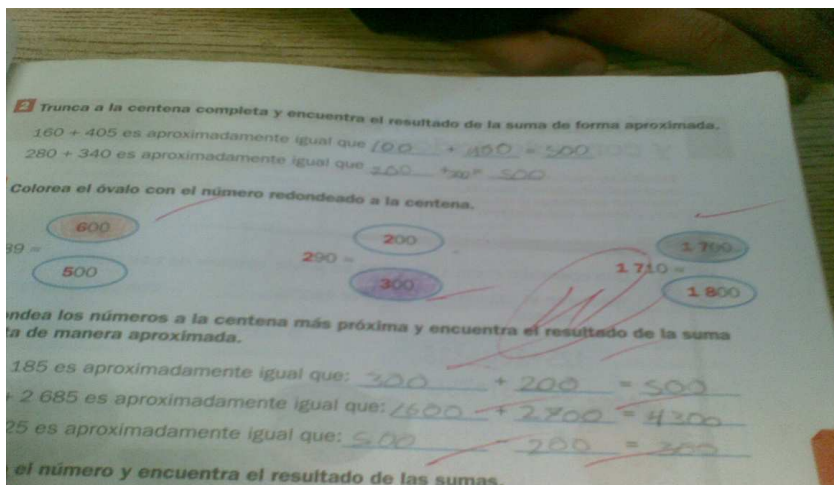 2 Trunca a la centena completa y encuentra el resultado de la suma de forma aproximada.
160 + 405 es aproximadamente igual que 100 + 400 = 500
280 + 340 es aproximadamente igual que 200 + 300 = 500
Colorea el óvalo con el número redondeado a la centena.
600 200 1 700
89 = 290 = 1 710 =
500 300 1 800
ondea los números a la centena más próxima y encuentra el resultado de la suma
ta de manera aproximada.
185 es aproximadamente igual que: 300 + 200 = 500
+ 2 685 es aproximadamente igual que: 1600 + 2700 = 4300
25 es aproximadamente igual que: 500 - 200 = 300
el número y encuentra el resultado de las sumas.